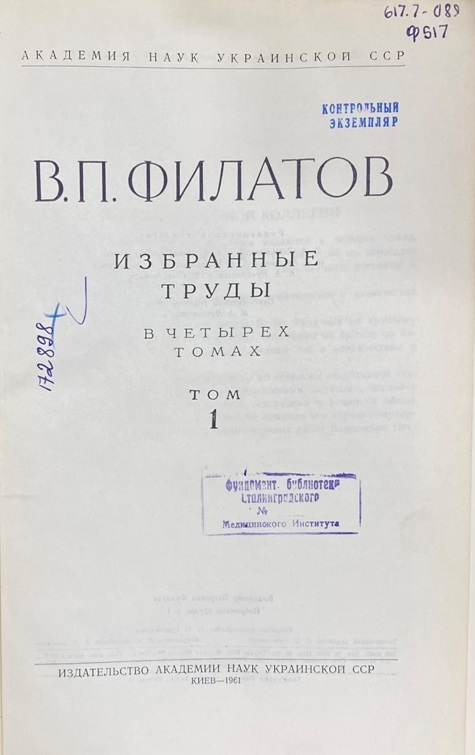 617.7-089
Ф517
АКАДЕМИЯ НАУК УКРАИНСКОЙ ССР
КОНТРОЛЬНЫЙ
ЭКЗЕМПЛЯР
В.П. ФИЛАТОВ
ИЗБРАННЫЕ
ТРУДЫ
В ЧЕТЫРЕХ
ТОМАХ
172898
ТОМ
1
Фундамент. библиотека
Сталинградского
№
Медицинского Института
ИЗДАТЕЛЬСТВО АКАДЕМИИ НАУК УКРАИНСКОЙ ССР
КИЕВ—1961